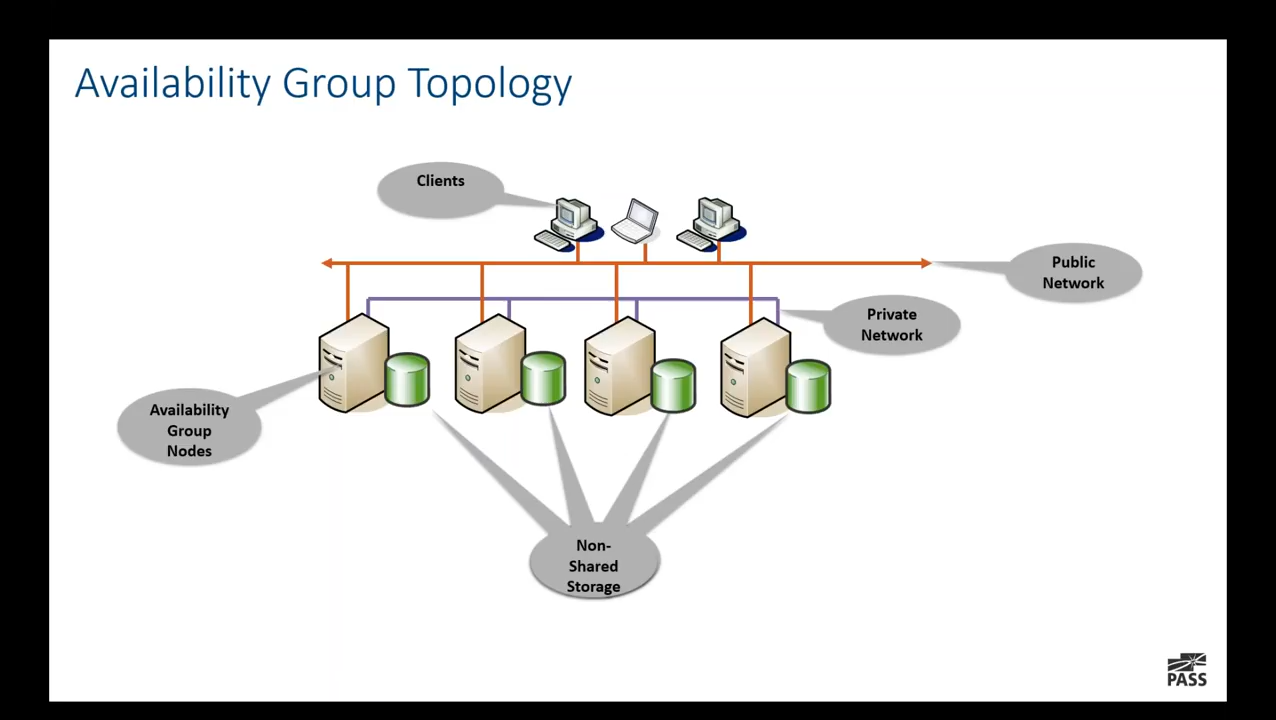 Availability Group Topology
Clients
Public
Network
Private
Network
Availability
Group
Nodes
Non-
Shared
Storage
PASS